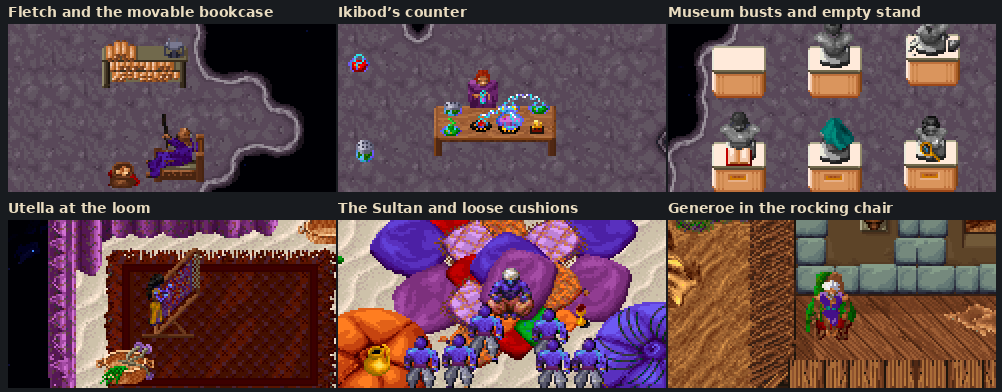 Fletch and the movable bookcase
Ikibod’s counter
Museum busts and empty stand
Utella at the loom
The Sultan and loose cushions
Generoe in the rocking chair